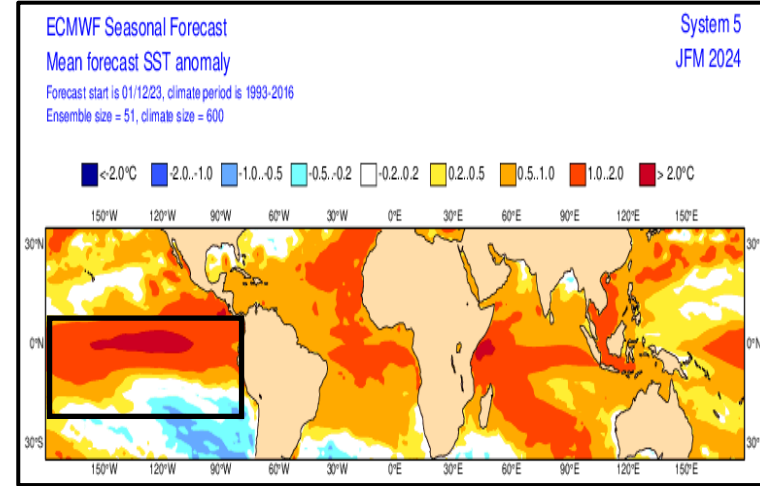 ECMWF Seasonal Forecast
System 5
Mean forecast SST anomaly
JFM 2024
Forecast start is 01/12/23, climate period is 1993-2016
Ensemble size = 51, climate size = 600
<-2.0°C -2.0..-1.0 -1.0..-0.5 -0.5..-0.2 -0.2..0.2 0.2..0.5 0.5..1.0 1.0..2.0 > 2.0°C
150°W 120°W 90°W 60°W 30°W 0°E 30°E 60°E 90°E 120°E 150°E
30°N 30°
0°N 0°N
30°S 30°
150°W 120°W 90°W 60°W 30°W 0°E 30°E 60°E 90°E 120°E 150°E